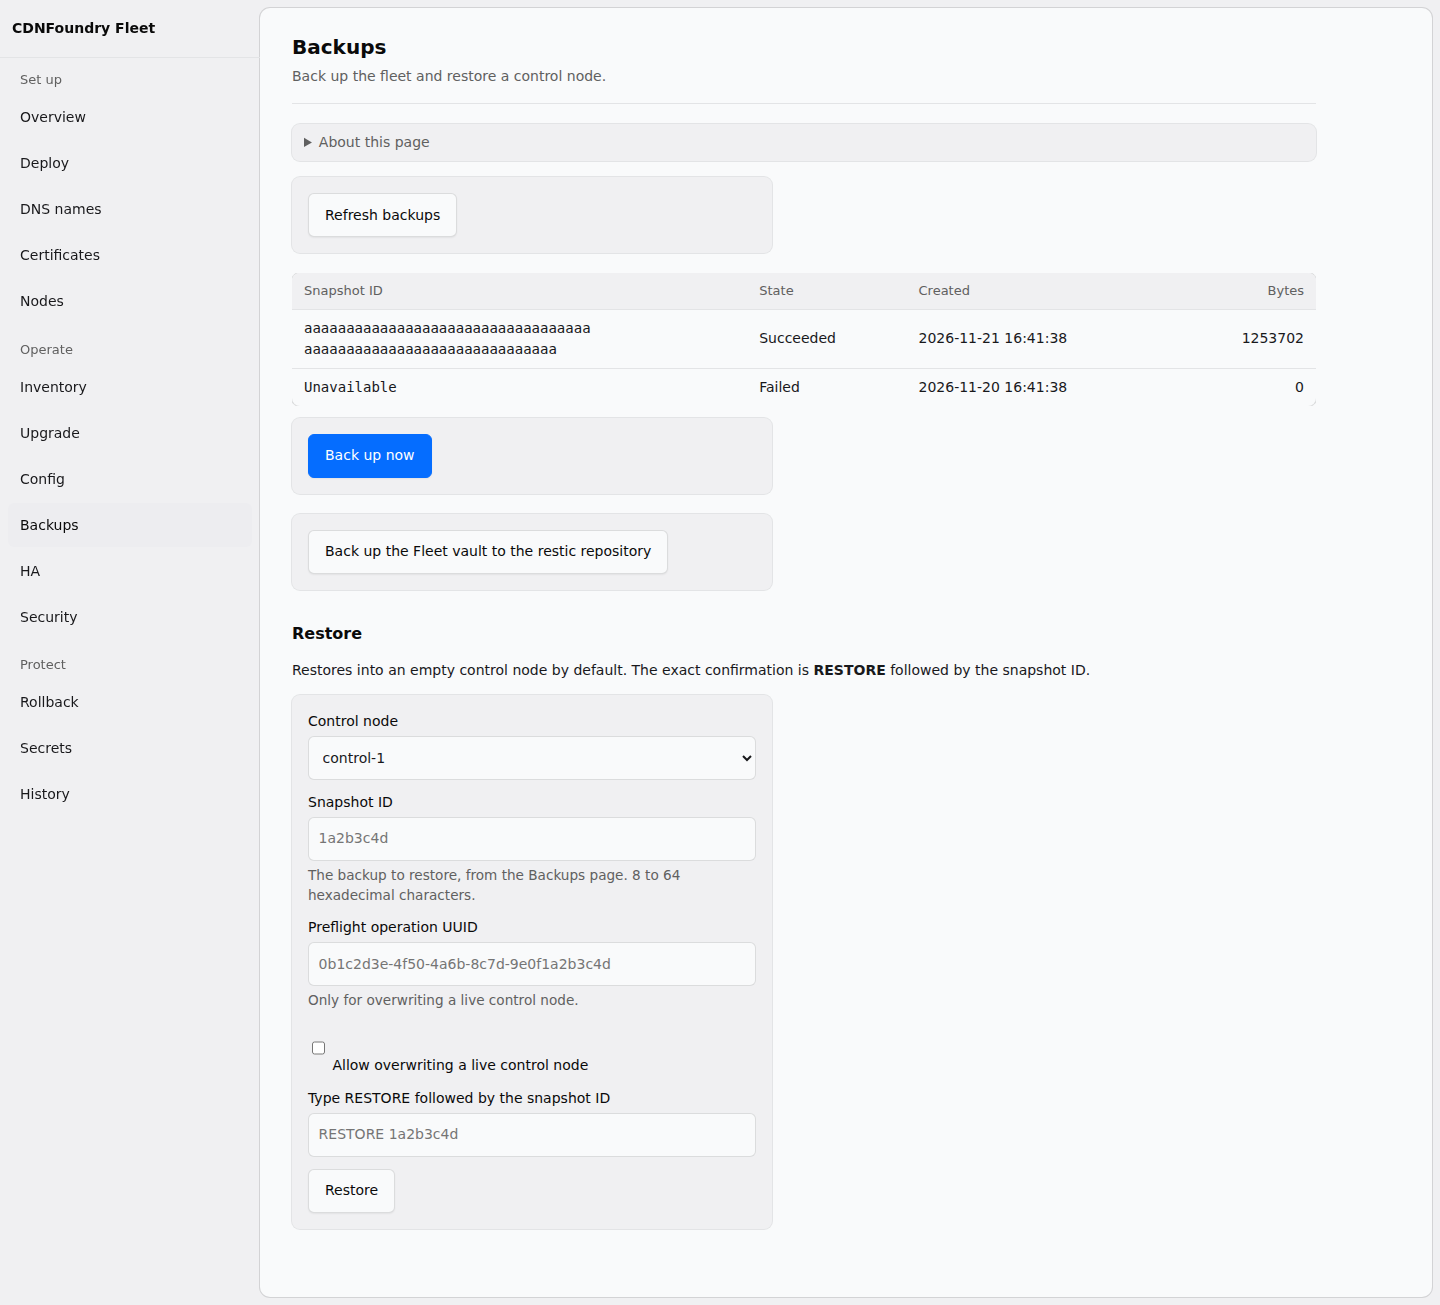 CDNFoundry Fleet
Set up
Overview
Deploy
DNS names
Certificates
Nodes
Operate
Inventory
Upgrade
Config
Backups
HA
Security
Protect
Rollback
Secrets
History
Backups
Back up the fleet and restore a control node.
About this page
Refresh backups
Snapshot ID State Created Bytes
aaaaaaaaaaaaaaaaaaaaaaaaaaaaaaaaaa
aaaaaaaaaaaaaaaaaaaaaaaaaaaaaa Succeeded 2026-11-21 16:41:38 1253702
Unavailable Failed 2026-11-20 16:41:38 0
Back up now
Back up the Fleet vault to the restic repository
Restore
Restores into an empty control node by default. The exact confirmation is RESTORE followed by the snapshot ID.
Control node
control-1
Snapshot ID
1a2b3c4d
The backup to restore, from the Backups page. 8 to 64
hexadecimal characters.
Preflight operation UUID
0b1c2d3e-4f50-4a6b-8c7d-9e0f1a2b3c4d
Only for overwriting a live control node.
Allow overwriting a live control node
Type RESTORE followed by the snapshot ID
RESTORE 1a2b3c4d
Restore